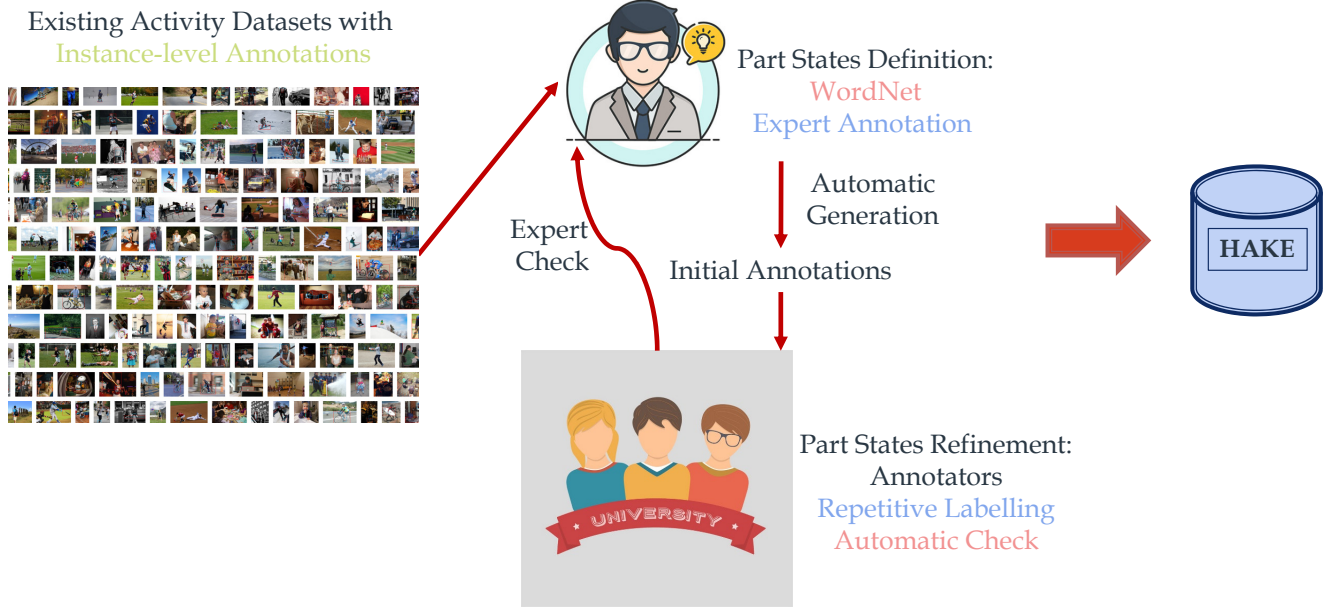 Existing Activity Datasets with
Instance-level Annotations
Part States Definition:
WordNet
Expert Annotation
Automatic
Generation
Expert
Check
Initial Annotations
HAKE
UNIVERSITY
Part States Refinement:
Annotators
Repetitive Labelling
Automatic Check